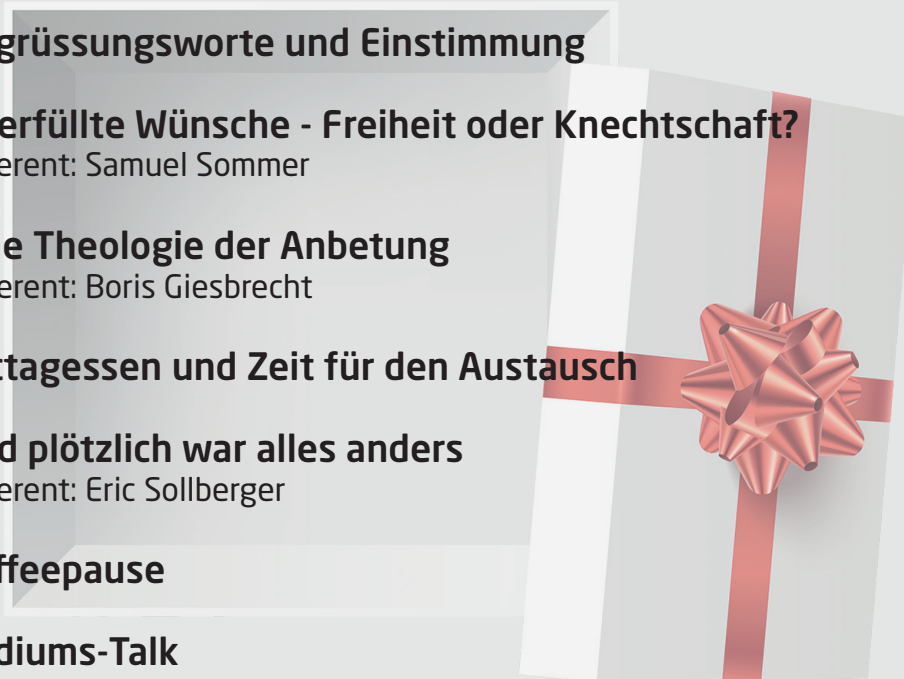 grüssungsworte und Einstimmung
erfüllte Wünsche - Freiheit oder Knechtschaft?
erent: Samuel Sommer
e Theologie der Anbetung
erent: Boris Giesbrecht
ttagessen und Zeit für den Austausch
d plötzlich war alles anders
erent: Eric Sollberger
ffeepause
diums-Talk